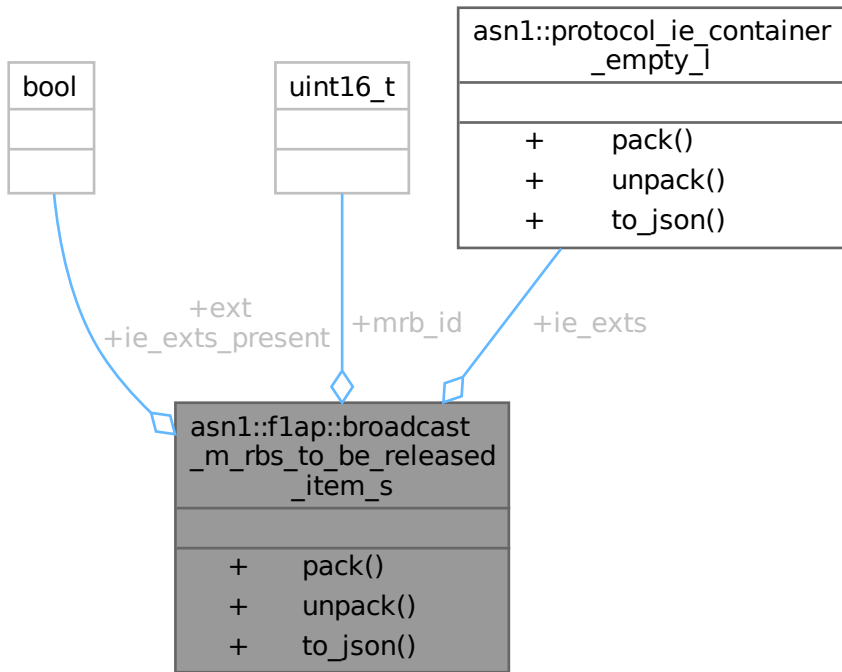 asn1::protocol_ie_container
_empty_l
bool
uint16_t
+ pack()
+ unpack()
+ to_json()
+ext
+ie_exts_present
+mrb_id
+ie_exts
asn1::f1ap::broadcast
_m_rbs_to_be_released
_item_s
+ pack()
+ unpack()
+ to_json()